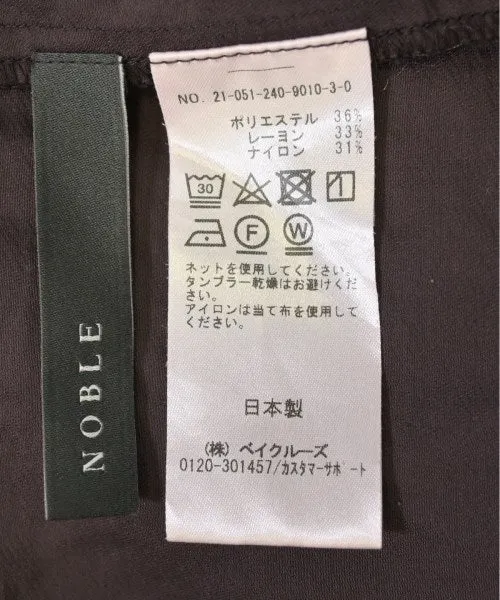 NOBLE
NO. 21-051-240-9010-3-0
ポリエステル 36%
レーヨン 33%
ナイロン 31%
30
F W
ネットを使用してください。
タンブラー乾燥はお避けくだ
さい。
アイロンは当て布を使用して
ください。
日本製
(株) ベイクルーズ
0120-301457/カスタマーサポート